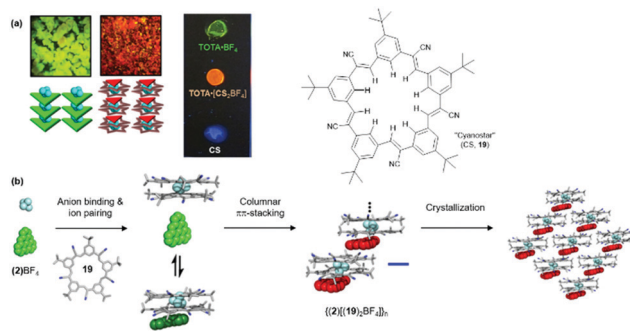 (a)
TOTA•BF4
TOTA•[CS2BF4]
CS
CN
CN
H
H
H
H
H
NC
CN
CN
"Cyanostar"
(CS, 19)
(b)
Anion binding &
ion pairing
Columnar
ππ-stacking
Crystallization
(2)BF4
19
{(2)[(19)2BF4]}n